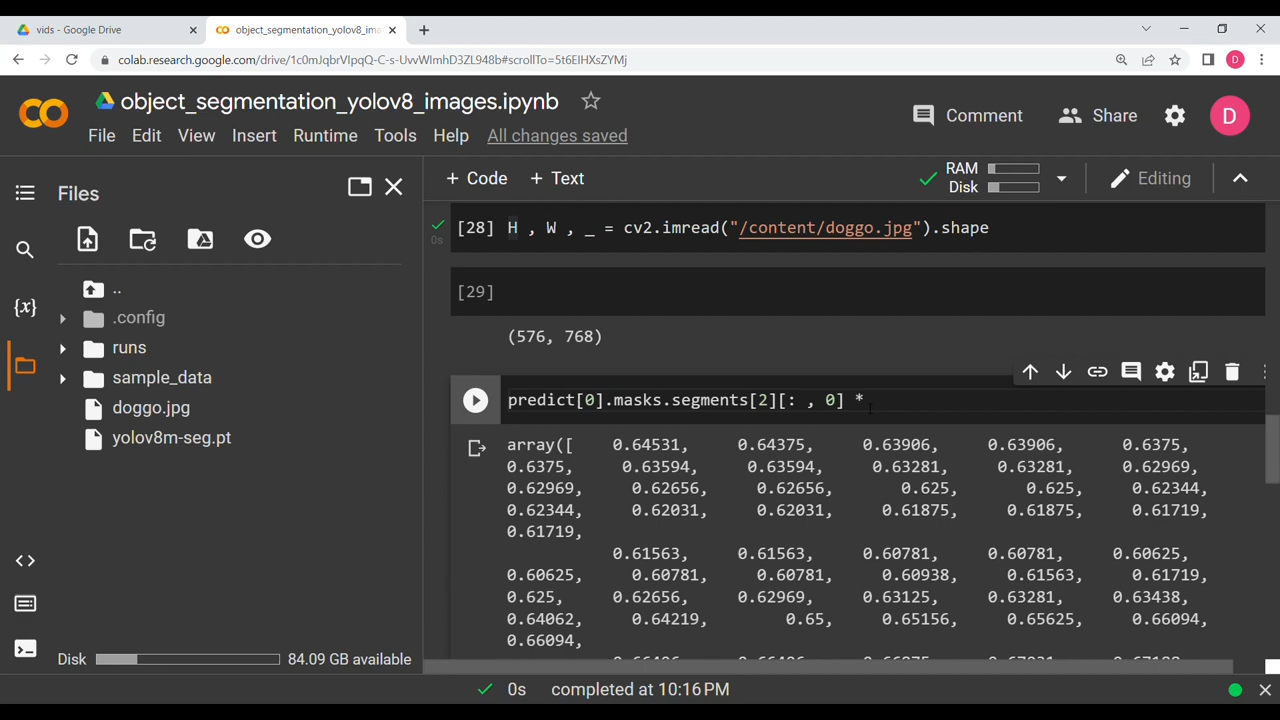 vids - Google Drive
object_segmentation_yolov8_ima
colab.research.google.com/drive/1c0mJqbrVIpqQ-C-s-UvvWImhD3ZL948b#scrollTo=5t6EIHXsZYMj
D
object_segmentation_yolov8_images.ipynb
File Edit View Insert Runtime Tools Help All changes saved
Comment Share D
Files
+ Code + Text
RAM
Disk
Editing
[28] H , W , _ = cv2.imread("/content/doggo.jpg").shape
0s
[29]
(576, 768)
{x}
..
.config
runs
sample_data
doggo.jpg
yolov8m-seg.pt
predict[0].masks.segments[2][: , 0] *
array([ 0.64531, 0.64375, 0.63906, 0.63906, 0.6375,
0.6375, 0.63594, 0.63594, 0.63281, 0.63281, 0.62969,
0.62969, 0.62656, 0.62656, 0.625, 0.625, 0.62344,
0.62344, 0.62031, 0.62031, 0.61875, 0.61875, 0.61719,
0.61719,
0.61563, 0.61563, 0.60781, 0.60781, 0.60625,
0.60625, 0.60781, 0.60781, 0.60938, 0.61563, 0.61719,
0.625, 0.62656, 0.62969, 0.63125, 0.63281, 0.63438,
0.64062, 0.64219, 0.65, 0.65156, 0.65625, 0.66094,
0.66094,
Disk 84.09 GB available
0s completed at 10:16 PM